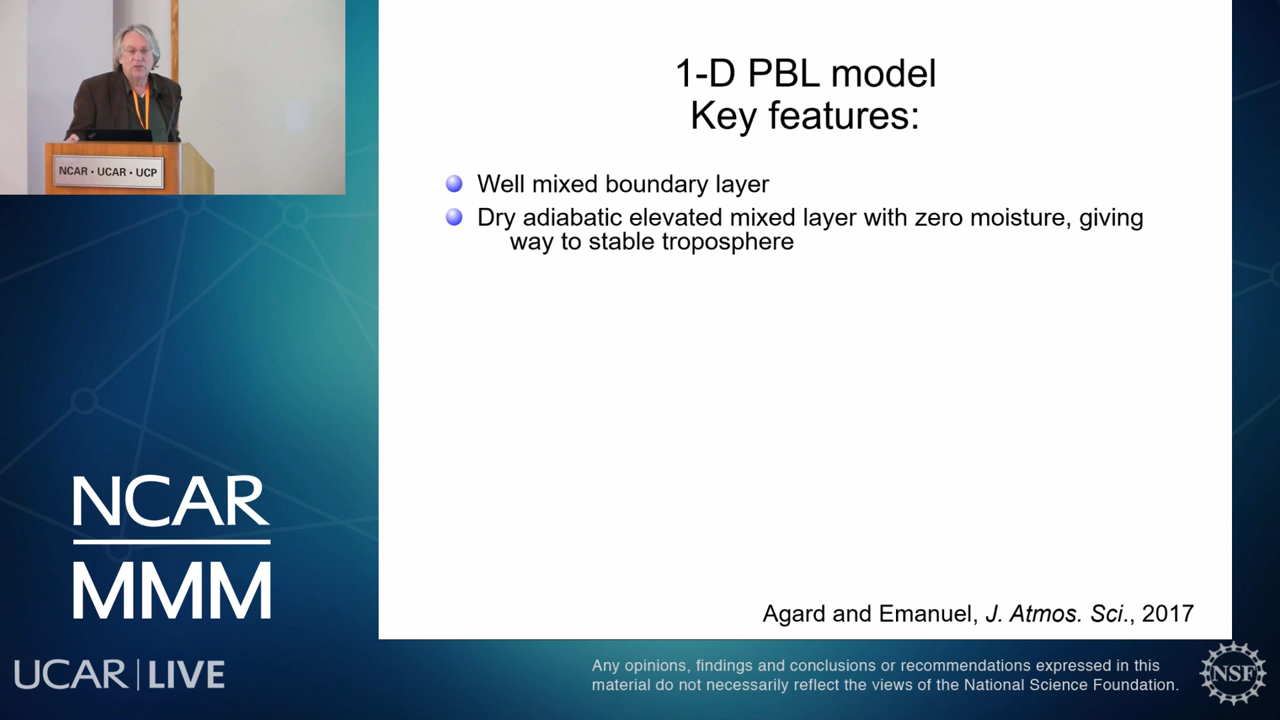 NCAR • UCAR • UCP
1-D PBL model
Key features:
Well mixed boundary layer
Dry adiabatic elevated mixed layer with zero moisture, giving
way to stable troposphere
Agard and Emanuel, J. Atmos. Sci., 2017
NCAR
MMM
UCAR | LIVE
Any opinions, findings and conclusions or recommendations expressed in this
material do not necessarily reflect the views of the National Science Foundation.
NSF